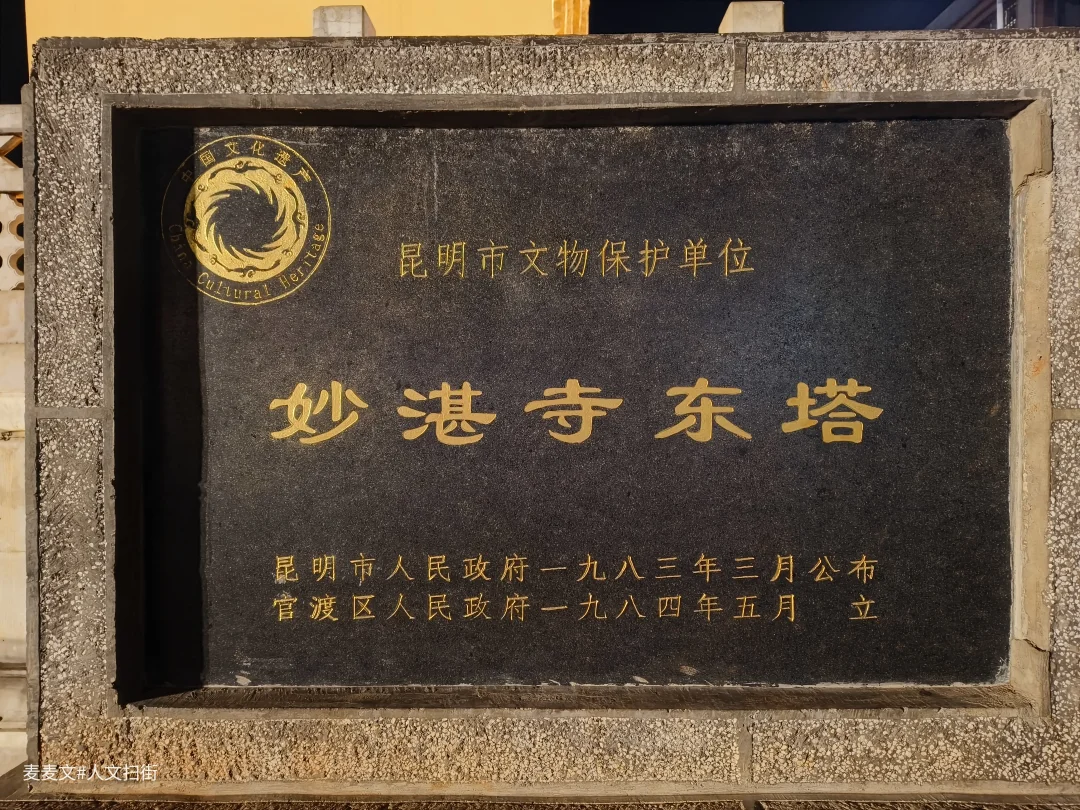 中国文化遗产
China Cultural Heritage
昆明市文物保护单位
妙湛寺东塔
昆明市人民政府一九八三年三月公布
官渡区人民政府一九八四年五月 立
麦麦文#人文扫街